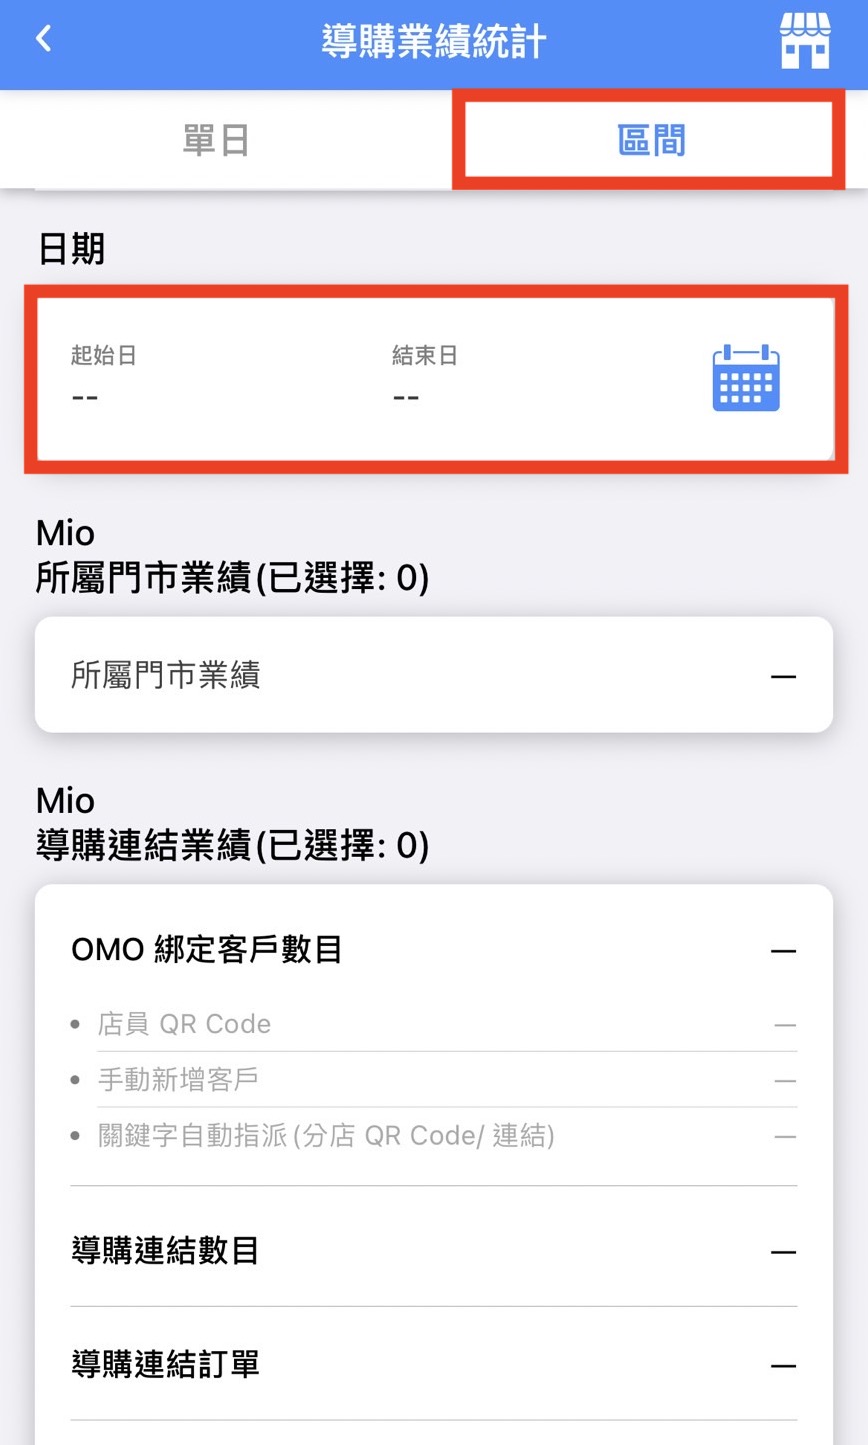 導購業績統計
單日
區間
日期
起始日
結束日
--
--
Mio
所屬門市業績(已選擇: 0)
所屬門市業績
—
Mio
導購連結業績(已選擇: 0)
OMO 綁定客戶數目
—
• 店員 QR Code
—
• 手動新增客戶
—
• 關鍵字自動指派(分店 QR Code/ 連結)
—
導購連結數目
—
導購連結訂單
—